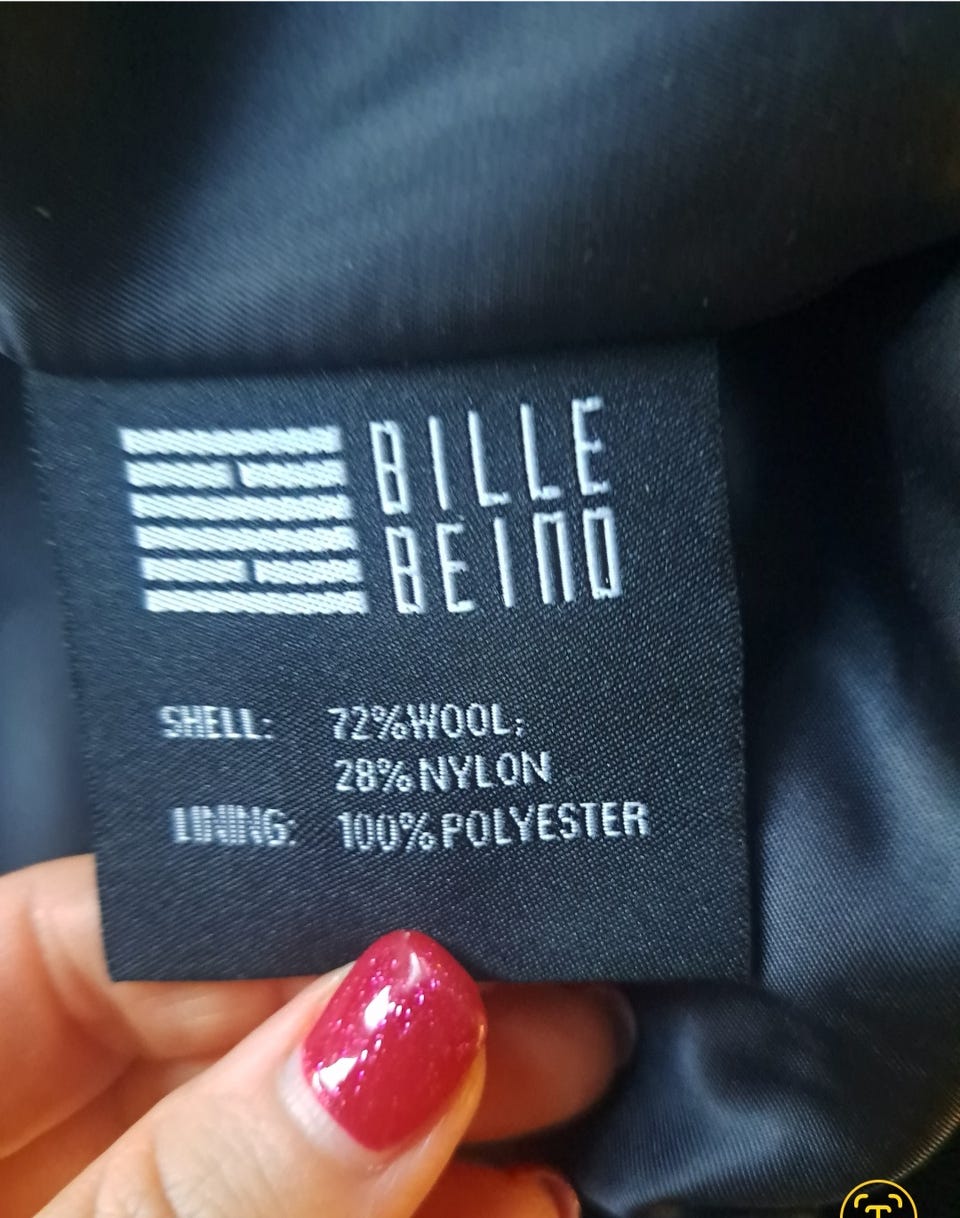 BILLE
BEINO
SHELL: 72%WOOL;
28%NYLON
LINING: 100%POLYESTER